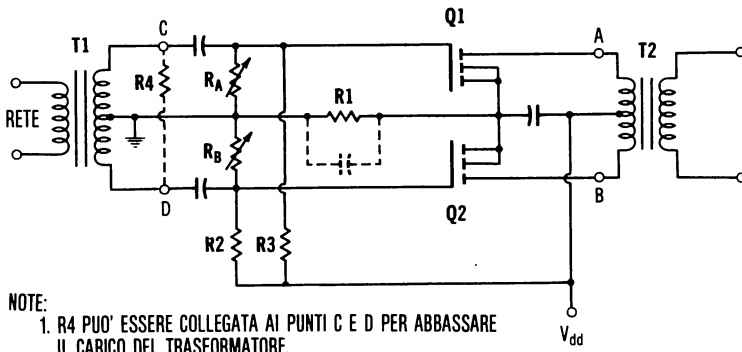 Q1
C
A
T1
T2
R4
RA
R1
RETE
RB
D
B
Q2
R2
R3
NOTE:
1. R4 PUO' ESSERE COLLEGATA AI PUNTI C E D PER ABBASSARE
IL CARICO DEL TRASFORMATORE
Vdd